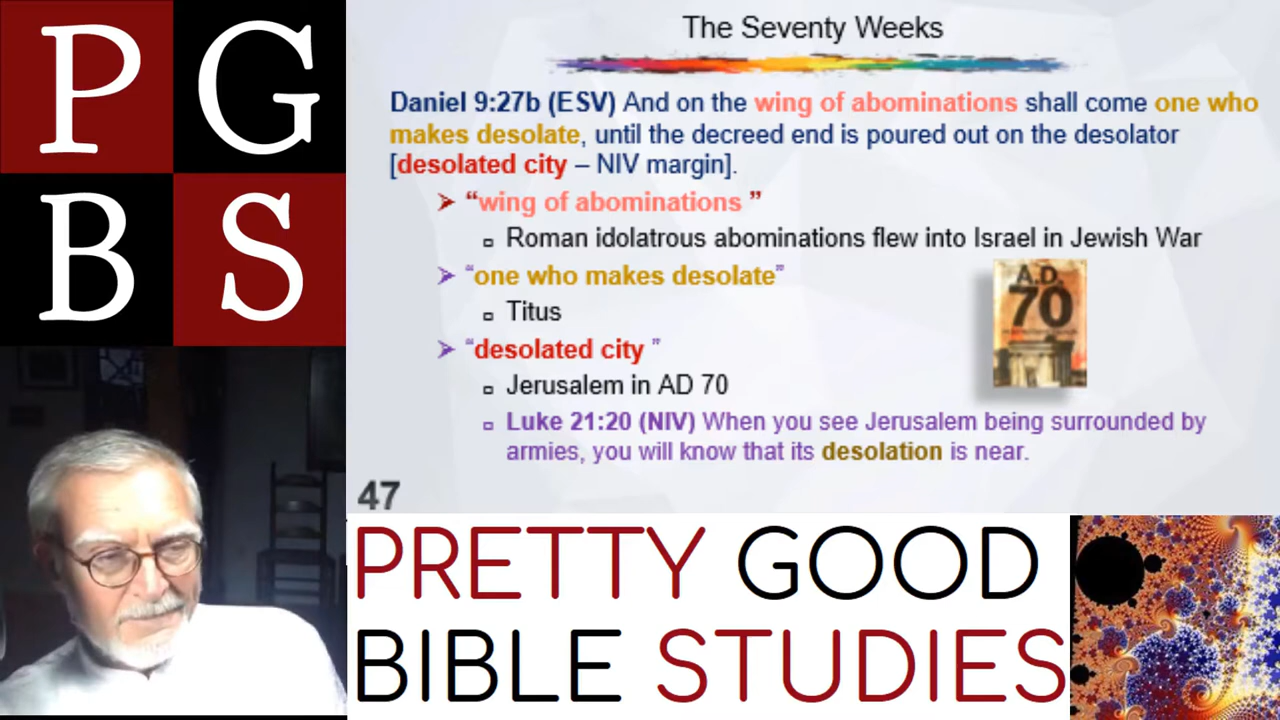 P G
B S
The Seventy Weeks
Daniel 9:27b (ESV) And on the wing of abominations shall come one who
makes desolate, until the decreed end is poured out on the desolator
[desolated city – NIV margin].
➢ “wing of abominations ”
▫ Roman idolatrous abominations flew into Israel in Jewish War
➢ “one who makes desolate”
▫ Titus
➢ “desolated city ”
▫ Jerusalem in AD 70
▫ Luke 21:20 (NIV) When you see Jerusalem being surrounded by
armies, you will know that its desolation is near.
A.D.
70
47
PRETTY GOOD
BIBLE STUDIES